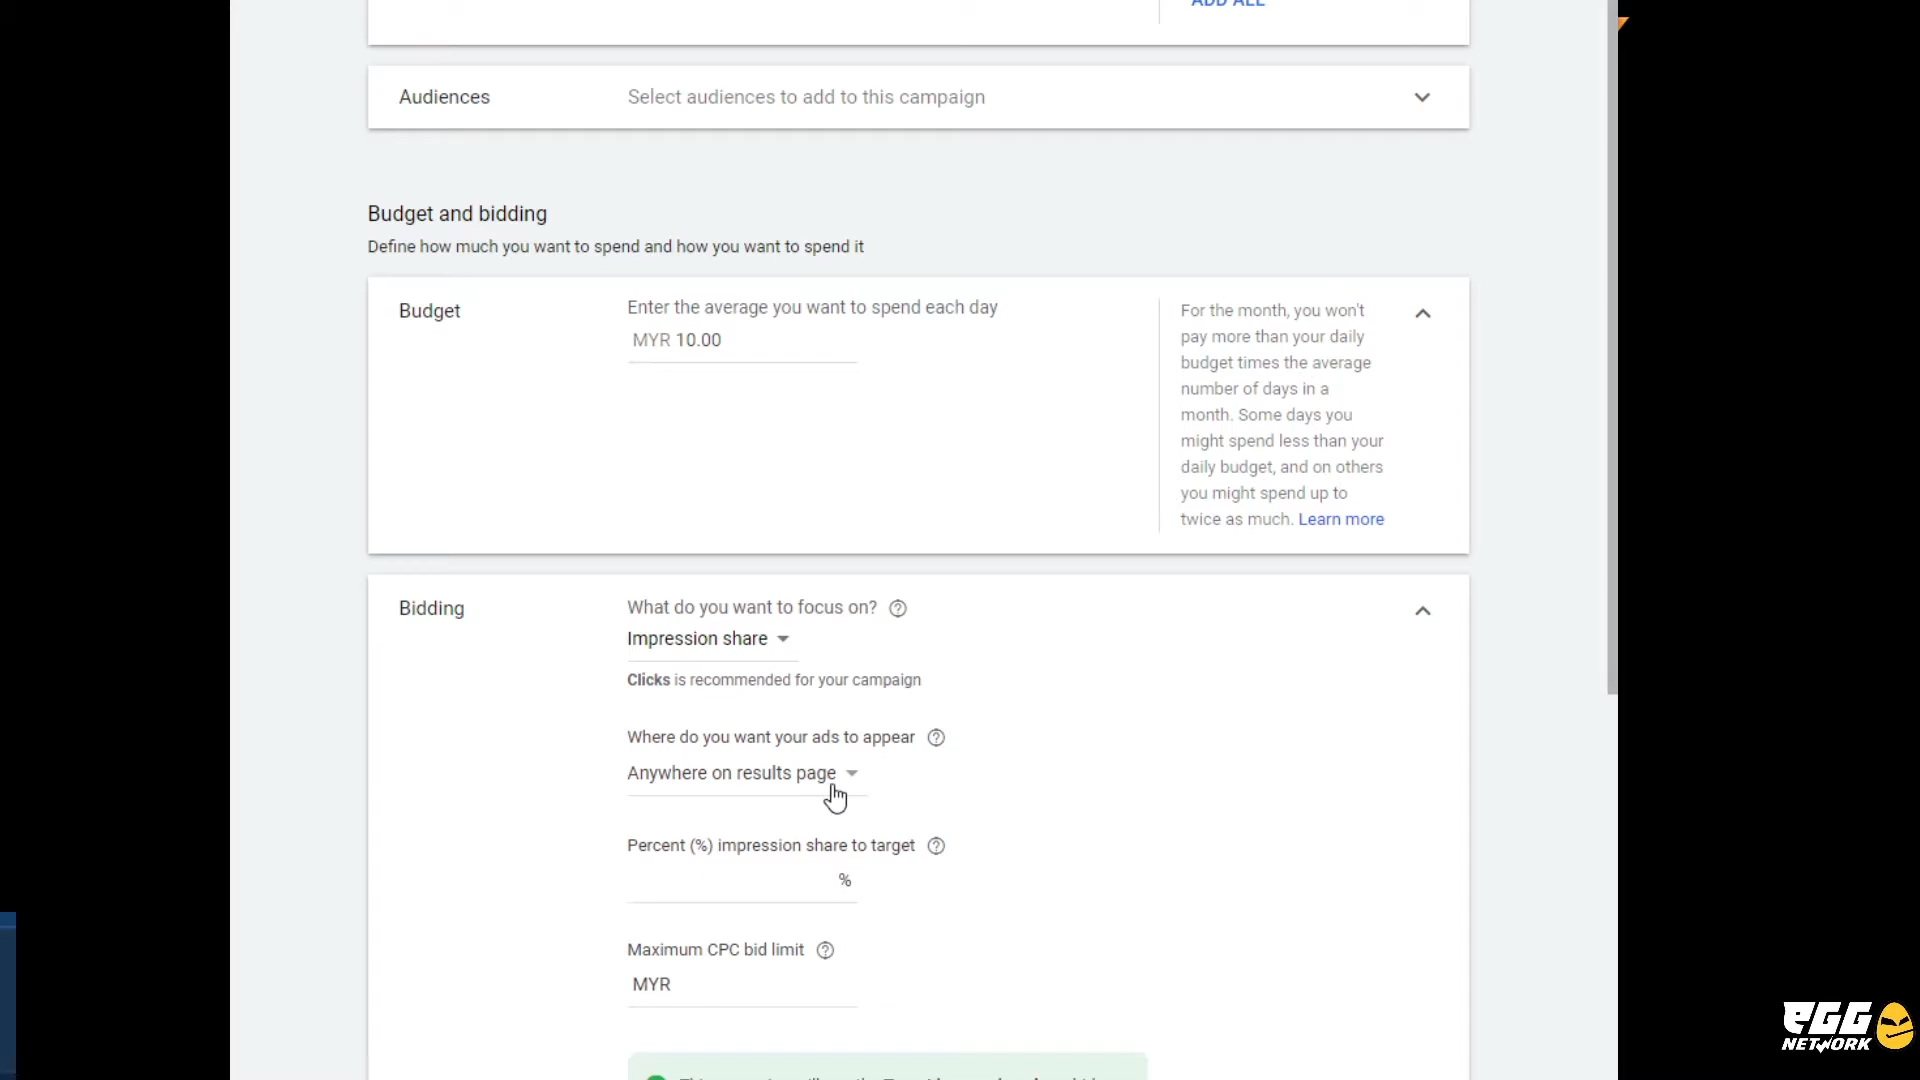 ADD ALL
Audiences
Select audiences to add to this campaign
Budget and bidding
Define how much you want to spend and how you want to spend it
Budget
Enter the average you want to spend each day
MYR 10.00
For the month, you won't
pay more than your daily
budget times the average
number of days in a
month. Some days you
might spend less than your
daily budget, and on others
you might spend up to
twice as much. Learn more
Bidding
What do you want to focus on?
Impression share
Clicks is recommended for your campaign
Where do you want your ads to appear
Anywhere on results page
Percent (%) impression share to target
%
Maximum CPC bid limit
MYR
eGG
NETWORK